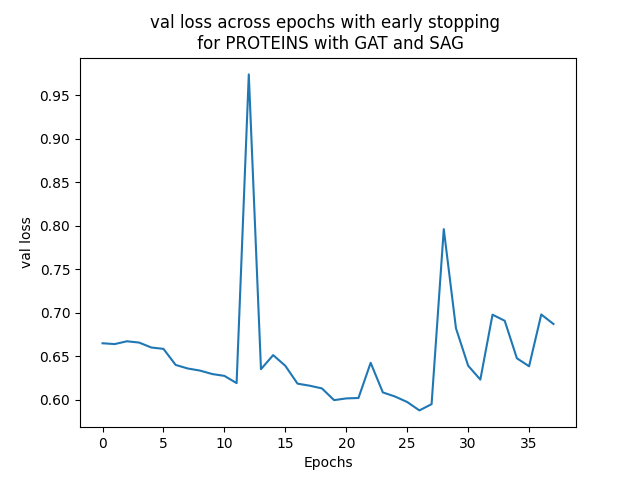 val loss across epochs with early stopping
for PROTEINS with GAT and SAG
0.95
0.90
0.85
0.80
0.75
0.70
0.65
0.60
val loss
0 5 10 15 20 25 30 35
Epochs